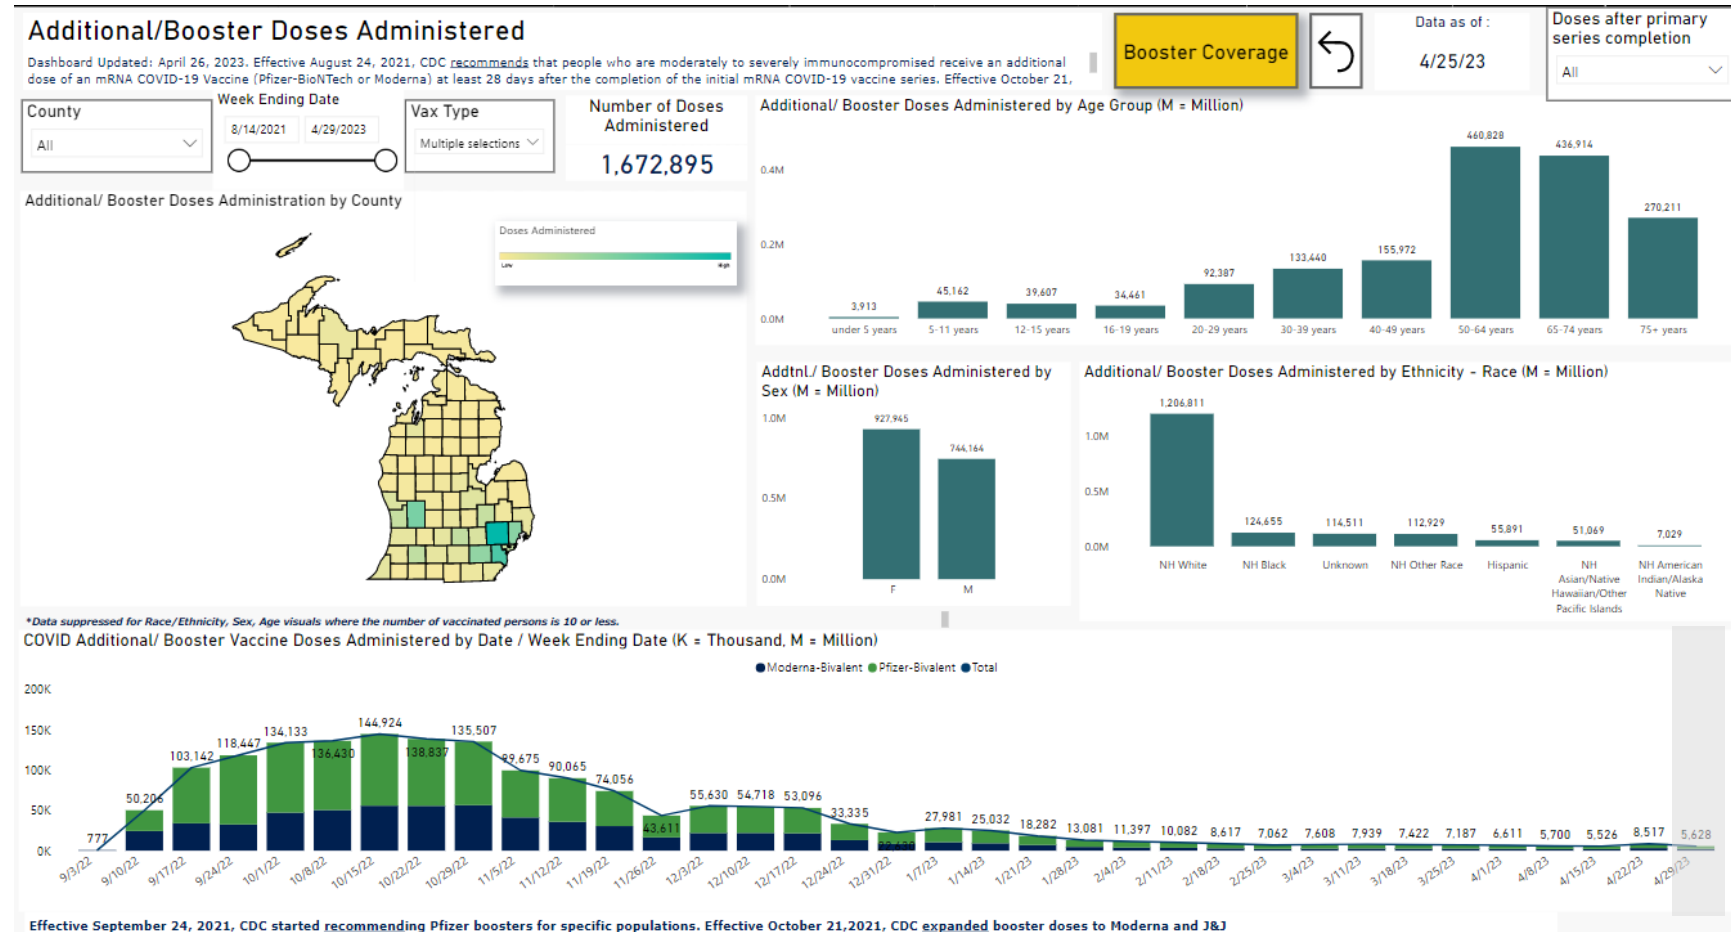 Additional/Booster Doses Administered
Dashboard Updated: April 26, 2023. Effective August 24, 2021, CDC recommends that people who are moderately to severely immunocompromised receive an additional
dose of an mRNA COVID-19 Vaccine (Pfizer-BioNTech or Moderna) at least 28 days after the completion of the initial mRNA COVID-19 vaccine series. Effective October 21,
Booster Coverage
Data as of :
4/25/23
Doses after primary
series completion
All
County
All
Week Ending Date
8/14/2021 4/29/2023
Vax Type
Multiple selections
Number of Doses
Administered
1,672,895
Additional/ Booster Doses Administration by County
Doses Administered
Low High
Additional/ Booster Doses Administered by Age Group (M = Million)
0.4M
0.2M
0.0M
3,913 45,162 39,607 34,461 92,387 133,440 155,972 460,828 436,914 270,211
under 5 years 5-11 years 12-15 years 16-19 years 20-29 years 30-39 years 40-49 years 50-64 years 65-74 years 75+ years
Addtnl./ Booster Doses Administered by
Sex (M = Million)
1.0M
0.5M
0.0M
927,945 744,164
F M
Additional/ Booster Doses Administered by Ethnicity - Race (M = Million)
1.0M
0.5M
0.0M
1,206,811 124,655 114,511 112,929 55,891 51,069 7,029
NH White NH Black Unknown NH Other Race Hispanic
NH
Asian/Native
Hawaiian/Other
Pacific Islands
NH American
Indian/Alaska
Native
*Data suppressed for Race/Ethnicity, Sex, Age visuals where the number of vaccinated persons is 10 or less.
COVID Additional/ Booster Vaccine Doses Administered by Date / Week Ending Date (K = Thousand, M = Million)
Moderna-Bivalent Pfizer-Bivalent Total
200K
150K
100K
50K
0K
777 50,206 103,142 118,447 134,133 136,430 144,924 138,837 135,507 99,675 90,065 74,056 43,611 55,630 54,718 53,096 33,335 27,981 25,032 18,282 13,081 11,397 10,082 8,617 7,062 7,608 7,939 7,422 7,187 6,611 5,700 5,526 8,517 5,628
9/3/22 9/10/22 9/17/22 9/24/22 10/1/22 10/8/22 10/15/22 10/22/22 10/29/22 11/5/22 11/12/22 11/19/22 11/26/22 12/3/22 12/10/22 12/17/22 12/24/22 12/31/22 1/7/23 1/14/23 1/21/23 1/28/23 2/4/23 2/11/23 2/18/23 2/25/23 3/4/23 3/11/23 3/18/23 3/25/23 4/1/23 4/8/23 4/15/23 4/22/23 4/29/23
Effective September 24, 2021, CDC started recommending Pfizer boosters for specific populations. Effective October 21,2021, CDC expanded booster doses to Moderna and J&J